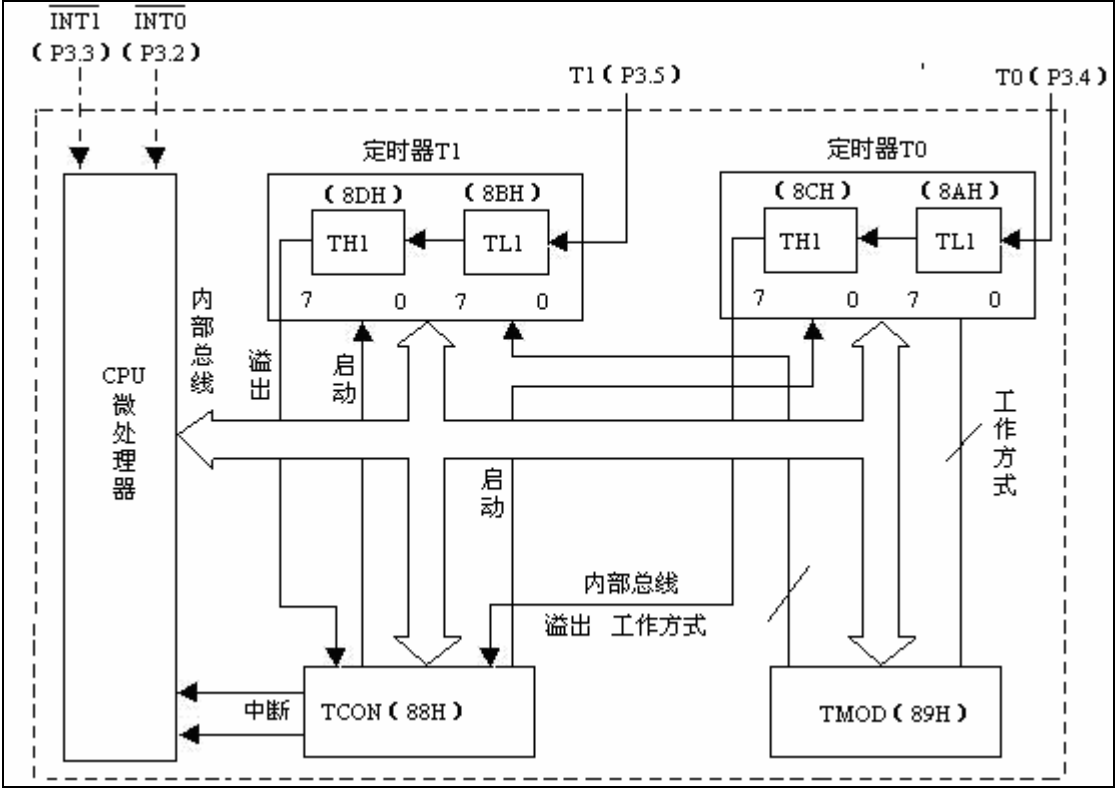 INT1 INT0
(P3.3) (P3.2)
T1(P3.5)
T0(P3.4)
定时器T1
定时器T0
(8DH) (8BH)
(8CH) (8AH)
TH1 TL1
TH1 TL1
7 0 7 0
7 0 7 0
内部总线
溢出
启动
CPU
微处理器
工作方式
启动
内部总线
溢出 工作方式
中断
TCON(88H)
TMOD(89H)